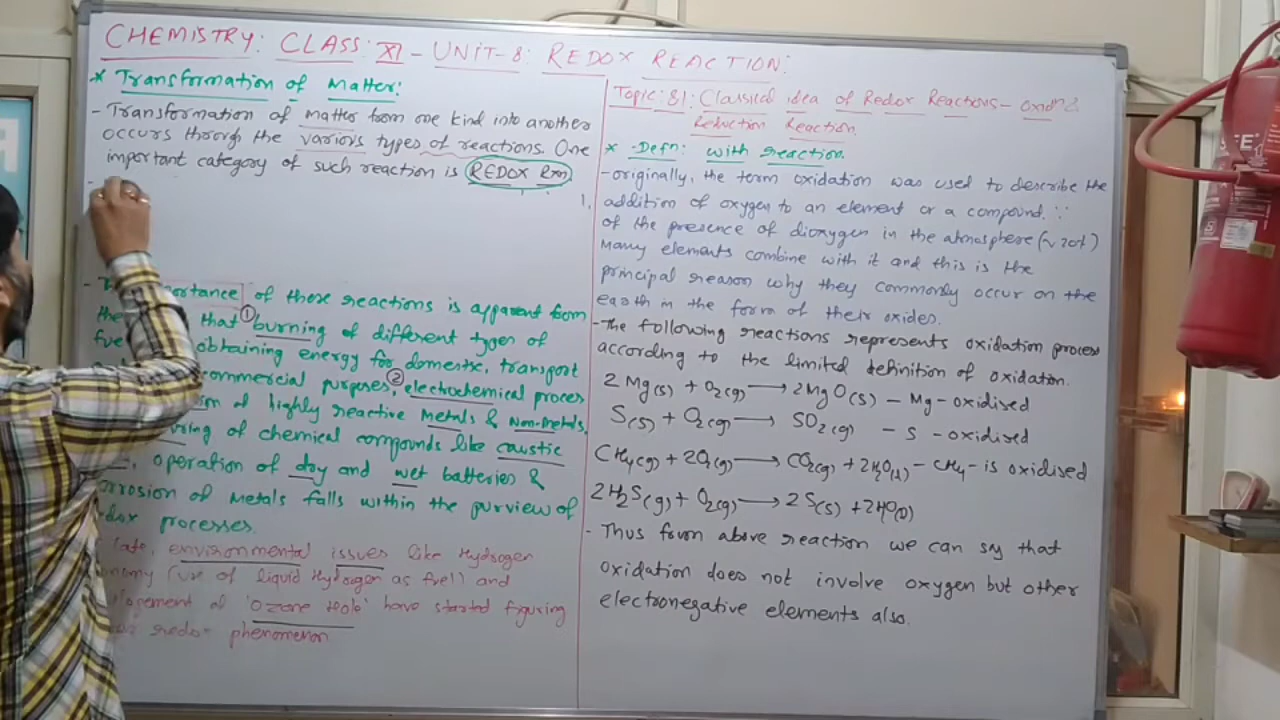 CHEMISTRY: CLASS: XI - UNIT-8: REDOX REACTION:
* Transformation of Matter:
- Transformation of matter from one kind into another
occurs through the various types of reactions. One
important category of such reaction is REDOX Rxn
of these reactions is apparent from
that ① burning of different types of
obtaining energy for domestic, transport
commercial purposes, ② electrochemical proces
of highly reactive metals & Non-Metals,
of chemical compounds like caustic
operation of dry and wet batteries &
of Metals falls within the purview of
processes.
environmental issues like Hydrogen
(use of liquid Hydrogen as fuel) and
of 'Ozone Hole' have started figuring
phenomenon
Topic: 8.1: Classical idea of Redox Reactions - Oxidn &
Reduction Reaction.
* Defn: with reaction.
- originally, the term oxidation was used to describe the
1. addition of oxygen to an element or a compound. ∵
of the presence of dioxygen in the atmosphere (~20%)
Many elements combine with it and this is the
principal reason why they commonly occur on the
earth in the form of their oxides.
- The following reactions represents oxidation process
according to the limited definition of oxidation.
2Mg(s) + O2(g) → 2MgO(s) - Mg - oxidised
S(s) + O2(g) → SO2(g) - S - oxidised
CH4(g) + 2O2(g) → CO2(g) + 2H2O(l) - CH4 - is oxidised
2H2S(g) + O2(g) → 2S(s) + 2H2O(l)
- Thus from above reaction we can say that
oxidation does not involve oxygen but other
electronegative elements also.